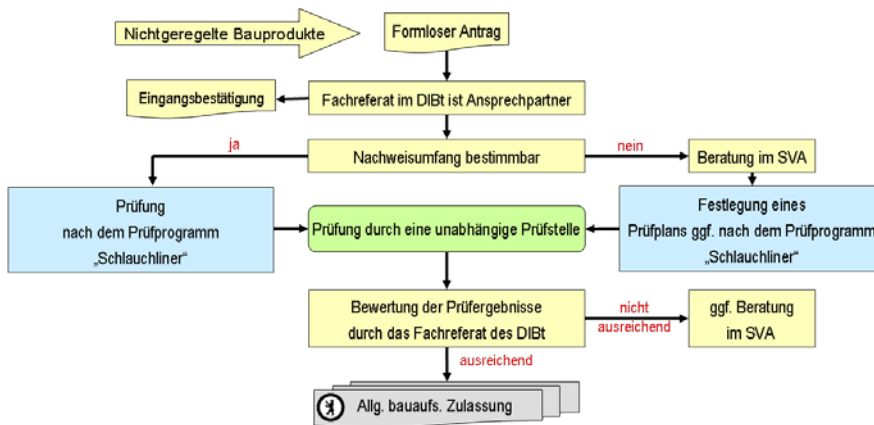 Nichtgeregelte Bauprodukte
Formloser Antrag
Eingangsbestätigung
Fachreferat im DIBt ist Ansprechpartner
ja
Nachweisumfang bestimmbar
nein
Beratung im SVA
Prüfung
nach dem Prüfprogramm
„Schlauchliner“
Prüfung durch eine unabhängige Prüfstelle
Festlegung eines
Prüfplans ggf. nach dem Prüfprogramm
„Schlauchliner“
Bewertung der Prüfergebnisse
durch das Fachreferat des DIBt
nicht
ausreichend
ggf. Beratung
im SVA
ausreichend
Allg. bauaufs. Zulassung